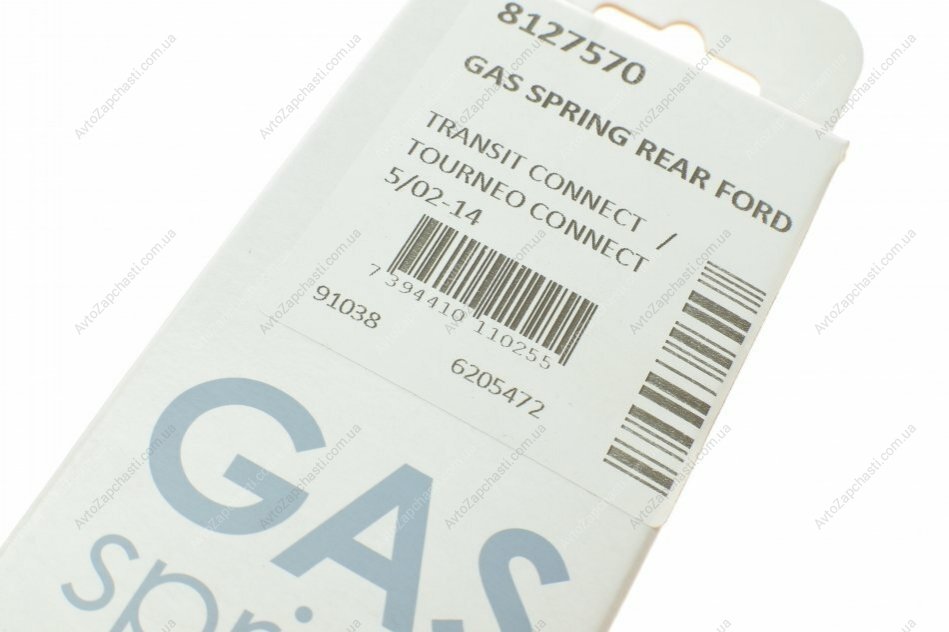 8127570
GAS SPRING REAR FORD
TRANSIT CONNECT /
TOURNEO CONNECT
5/02-14
7 394410 110255
91038
6205472
GAS
spri
AvtoZapchasti.com.ua